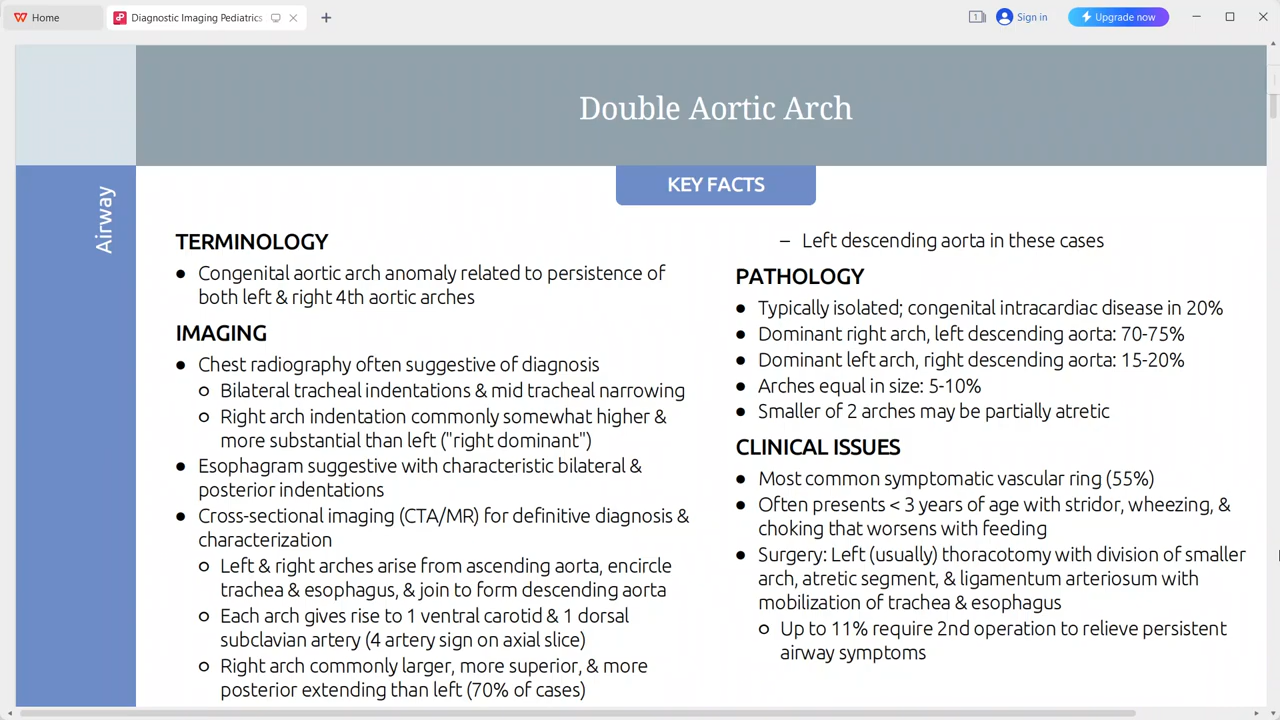 Home
Diagnostic Imaging Pediatrics
1
Sign in
Upgrade now
Double Aortic Arch
Airway
KEY FACTS
TERMINOLOGY
● Congenital aortic arch anomaly related to persistence of
both left & right 4th aortic arches
IMAGING
● Chest radiography often suggestive of diagnosis
○ Bilateral tracheal indentations & mid tracheal narrowing
○ Right arch indentation commonly somewhat higher &
more substantial than left ("right dominant")
● Esophagram suggestive with characteristic bilateral &
posterior indentations
● Cross-sectional imaging (CTA/MR) for definitive diagnosis &
characterization
○ Left & right arches arise from ascending aorta, encircle
trachea & esophagus, & join to form descending aorta
○ Each arch gives rise to 1 ventral carotid & 1 dorsal
subclavian artery (4 artery sign on axial slice)
○ Right arch commonly larger, more superior, & more
posterior extending than left (70% of cases)
– Left descending aorta in these cases
PATHOLOGY
● Typically isolated; congenital intracardiac disease in 20%
● Dominant right arch, left descending aorta: 70-75%
● Dominant left arch, right descending aorta: 15-20%
● Arches equal in size: 5-10%
● Smaller of 2 arches may be partially atretic
CLINICAL ISSUES
● Most common symptomatic vascular ring (55%)
● Often presents < 3 years of age with stridor, wheezing, &
choking that worsens with feeding
● Surgery: Left (usually) thoracotomy with division of smaller
arch, atretic segment, & ligamentum arteriosum with
mobilization of trachea & esophagus
○ Up to 11% require 2nd operation to relieve persistent
airway symptoms